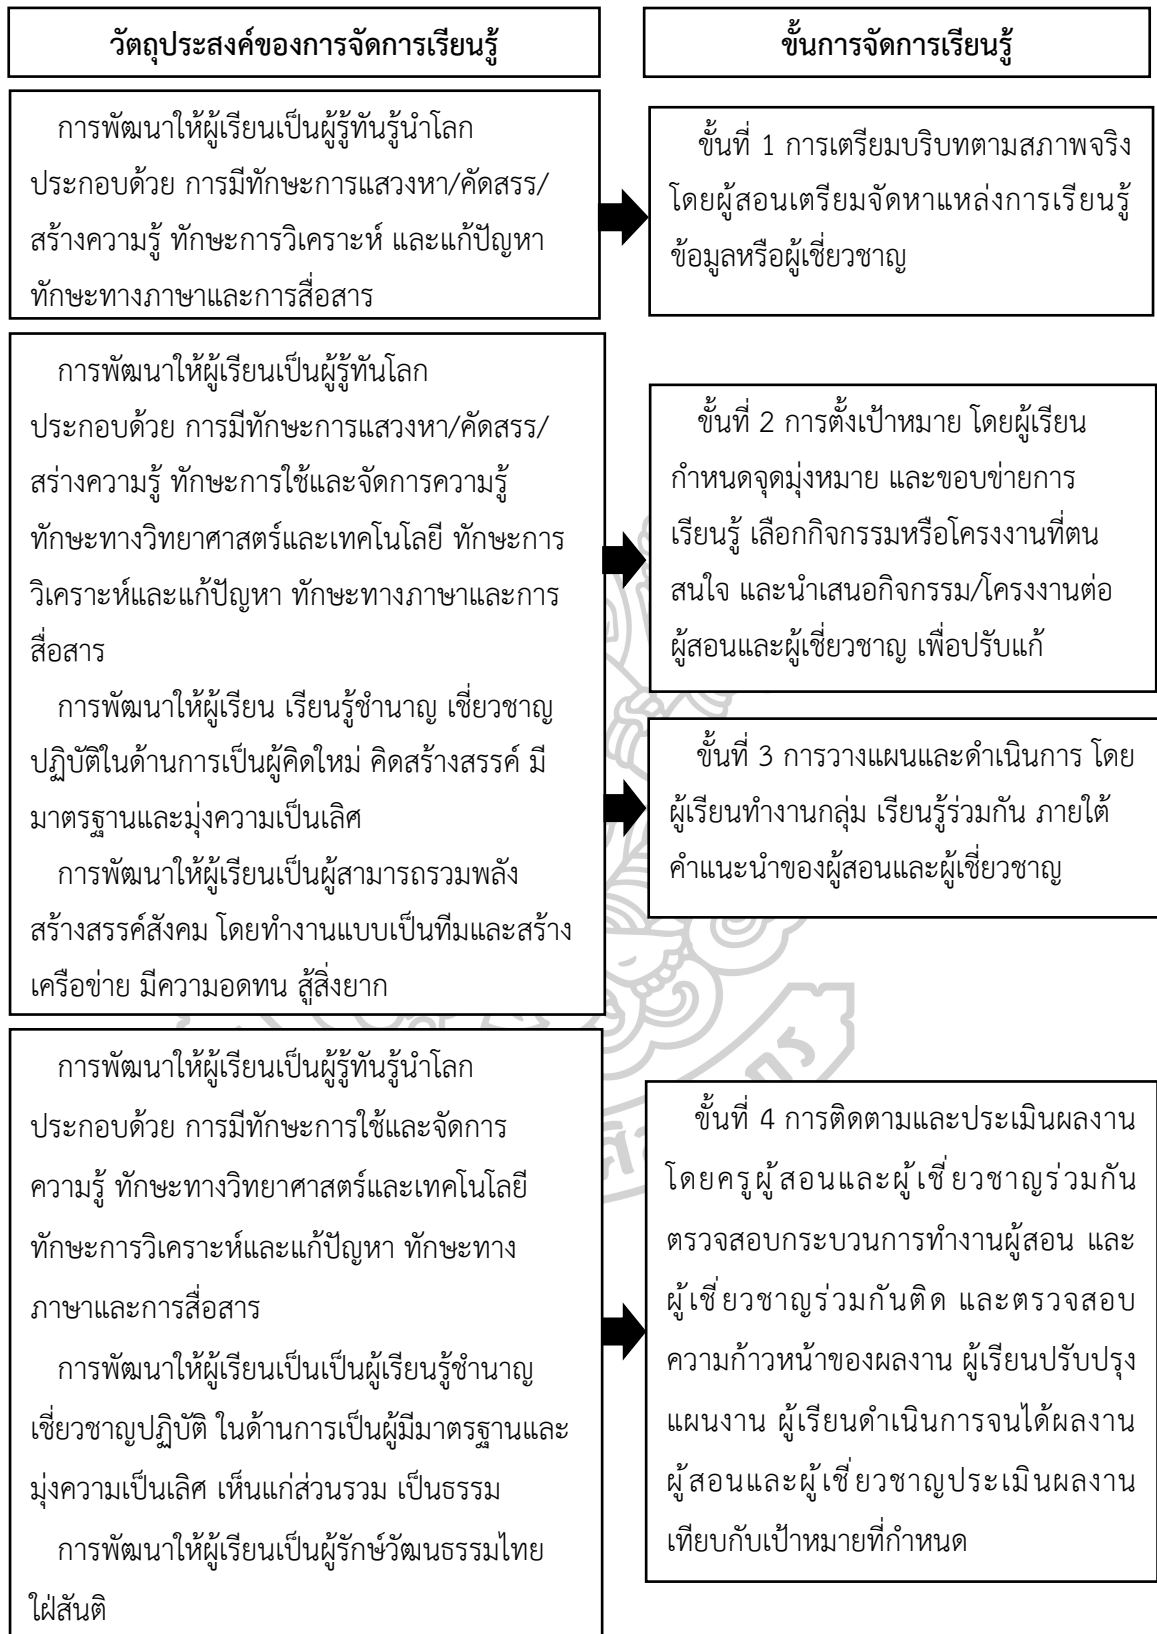 วัตถุประสงค์ของการจัดการเรียนรู้
ขั้นการจัดการเรียนรู้
การพัฒนาให้ผู้เรียนเป็นผู้รู้ทันรู้นำโลก
ประกอบด้วย การมีทักษะการแสวงหา/คัดสรร/
สร้างความรู้ ทักษะการวิเคราะห์ และแก้ปัญหา
ทักษะทางภาษาและการสื่อสาร
ขั้นที่ 1 การเตรียมบริบทตามสภาพจริง
โดยผู้สอนเตรียมจัดหาแหล่งการเรียนรู้
ข้อมูลหรือผู้เชี่ยวชาญ
การพัฒนาให้ผู้เรียนเป็นผู้รู้ทันโลก
ประกอบด้วย การมีทักษะการแสวงหา/คัดสรร/
สร่างความรู้ ทักษะการใช้และจัดการความรู้
ทักษะทางวิทยาศาสตร์และเทคโนโลยี ทักษะการ
วิเคราะห์และแก้ปัญหา ทักษะทางภาษาและการ
สื่อสาร
การพัฒนาให้ผู้เรียน เรียนรู้ชำนาญ เชี่ยวชาญ
ปฏิบัติในด้านการเป็นผู้คิดใหม่ คิดสร้างสรรค์ มี
มาตรฐานและมุ่งความเป็นเลิศ
การพัฒนาให้ผู้เรียนเป็นผู้สามารถรวมพลัง
สร้างสรรค์สังคม โดยทำงานแบบเป็นทีมและสร้าง
เครือข่าย มีความอดทน สู้สิ่งยาก
ขั้นที่ 2 การตั้งเป้าหมาย โดยผู้เรียน
กำหนดจุดมุ่งหมาย และขอบข่ายการ
เรียนรู้ เลือกกิจกรรมหรือโครงงานที่ตน
สนใจ และนำเสนอกิจกรรม/โครงงานต่อ
ผู้สอนและผู้เชี่ยวชาญ เพื่อปรับแก้
ขั้นที่ 3 การวางแผนและดำเนินการ โดย
ผู้เรียนทำงานกลุ่ม เรียนรู้ร่วมกัน ภายใต้
คำแนะนำของผู้สอนและผู้เชี่ยวชาญ
การพัฒนาให้ผู้เรียนเป็นผู้รู้ทันรู้นำโลก
ประกอบด้วย การมีทักษะการใช้และจัดการ
ความรู้ ทักษะทางวิทยาศาสตร์และเทคโนโลยี
ทักษะการวิเคราะห์และแก้ปัญหา ทักษะทาง
ภาษาและการสื่อสาร
การพัฒนาให้ผู้เรียนเป็นเป็นผู้เรียนรู้ชำนาญ
เชี่ยวชาญปฏิบัติ ในด้านการเป็นผู้มีมาตรฐานและ
มุ่งความเป็นเลิศ เห็นแก่ส่วนรวม เป็นธรรม
การพัฒนาให้ผู้เรียนเป็นผู้รักษ์วัฒนธรรมไทย
ใฝ่สันติ
ขั้นที่ 4 การติดตามและประเมินผลงาน
โดยครูผู้สอนและผู้เชี่ยวชาญร่วมกัน
ตรวจสอบกระบวนการทำงานผู้สอน และ
ผู้เชี่ยวชาญร่วมกันติด และตรวจสอบ
ความก้าวหน้าของผลงาน ผู้เรียนปรับปรุง
แผนงาน ผู้เรียนดำเนินการจนได้ผลงาน
ผู้สอนและผู้เชี่ยวชาญประเมินผลงาน
เทียบกับเป้าหมายที่กำหนด